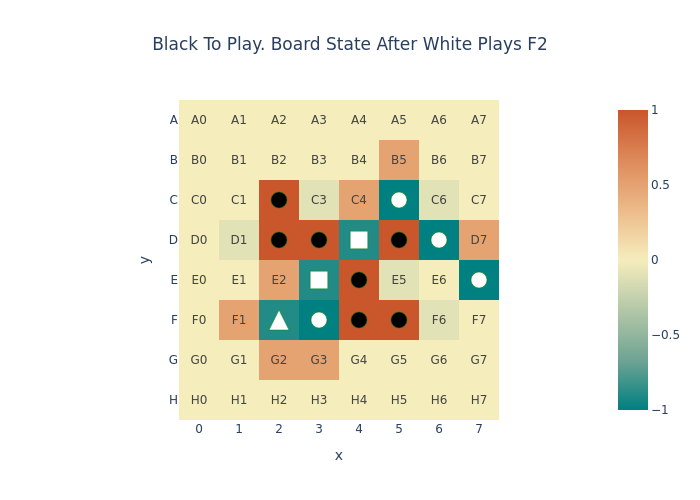 Black To Play. Board State After White Plays F2
A A0 A1 A2 A3 A4 A5 A6 A7
B B0 B1 B2 B3 B4 B5 B6 B7
C C0 C1 C3 C4 C6 C7
D D0 D1 D7
E E0 E1 E2 E5 E6
F F0 F1 F6 F7
G G0 G1 G2 G3 G4 G5 G6 G7
H H0 H1 H2 H3 H4 H5 H6 H7
0 1 2 3 4 5 6 7
x
y
1
0.5
0
−0.5
−1